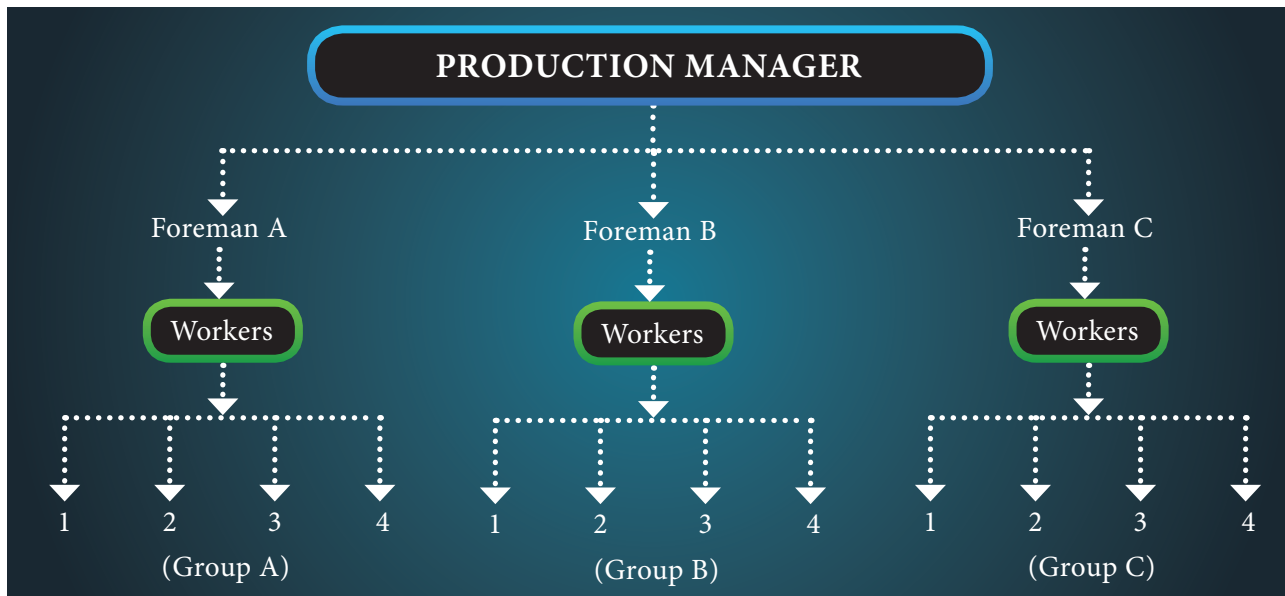 PRODUCTION MANAGER
Foreman A
Foreman B
Foreman C
Workers
Workers
Workers
1 2 3 4
1 2 3 4
1 2 3 4
(Group A)
(Group B)
(Group C)